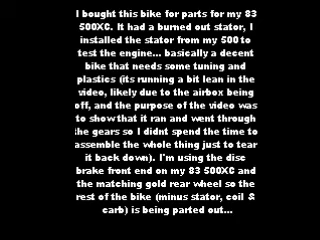 I bought this bike for parts for my 83
500XC. It had a burned out stator, I
installed the stator from my 500 to
test the engine... basically a decent
bike that needs some tuning and
plastics (its running a bit lean in the
video, likely due to the airbox being
off, and the purpose of the video was
to show that it ran and went through
the gears so I didnt spend the time to
assemble the whole thing just to tear
it back down). I'm using the disc
brake front end on my 83 500XC and
the matching gold rear wheel so the
rest of the bike (minus stator, coil &
carb) is being parted out...